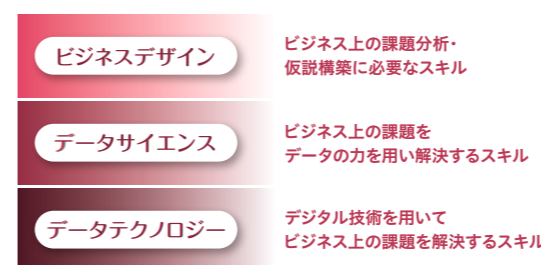 ビジネスデザイン
ビジネス上の課題分析・
仮説構築に必要なスキル
データサイエンス
ビジネス上の課題を
データの力を用い解決するスキル
データテクノロジー
デジタル技術を用いて
ビジネス上の課題を解決するスキル